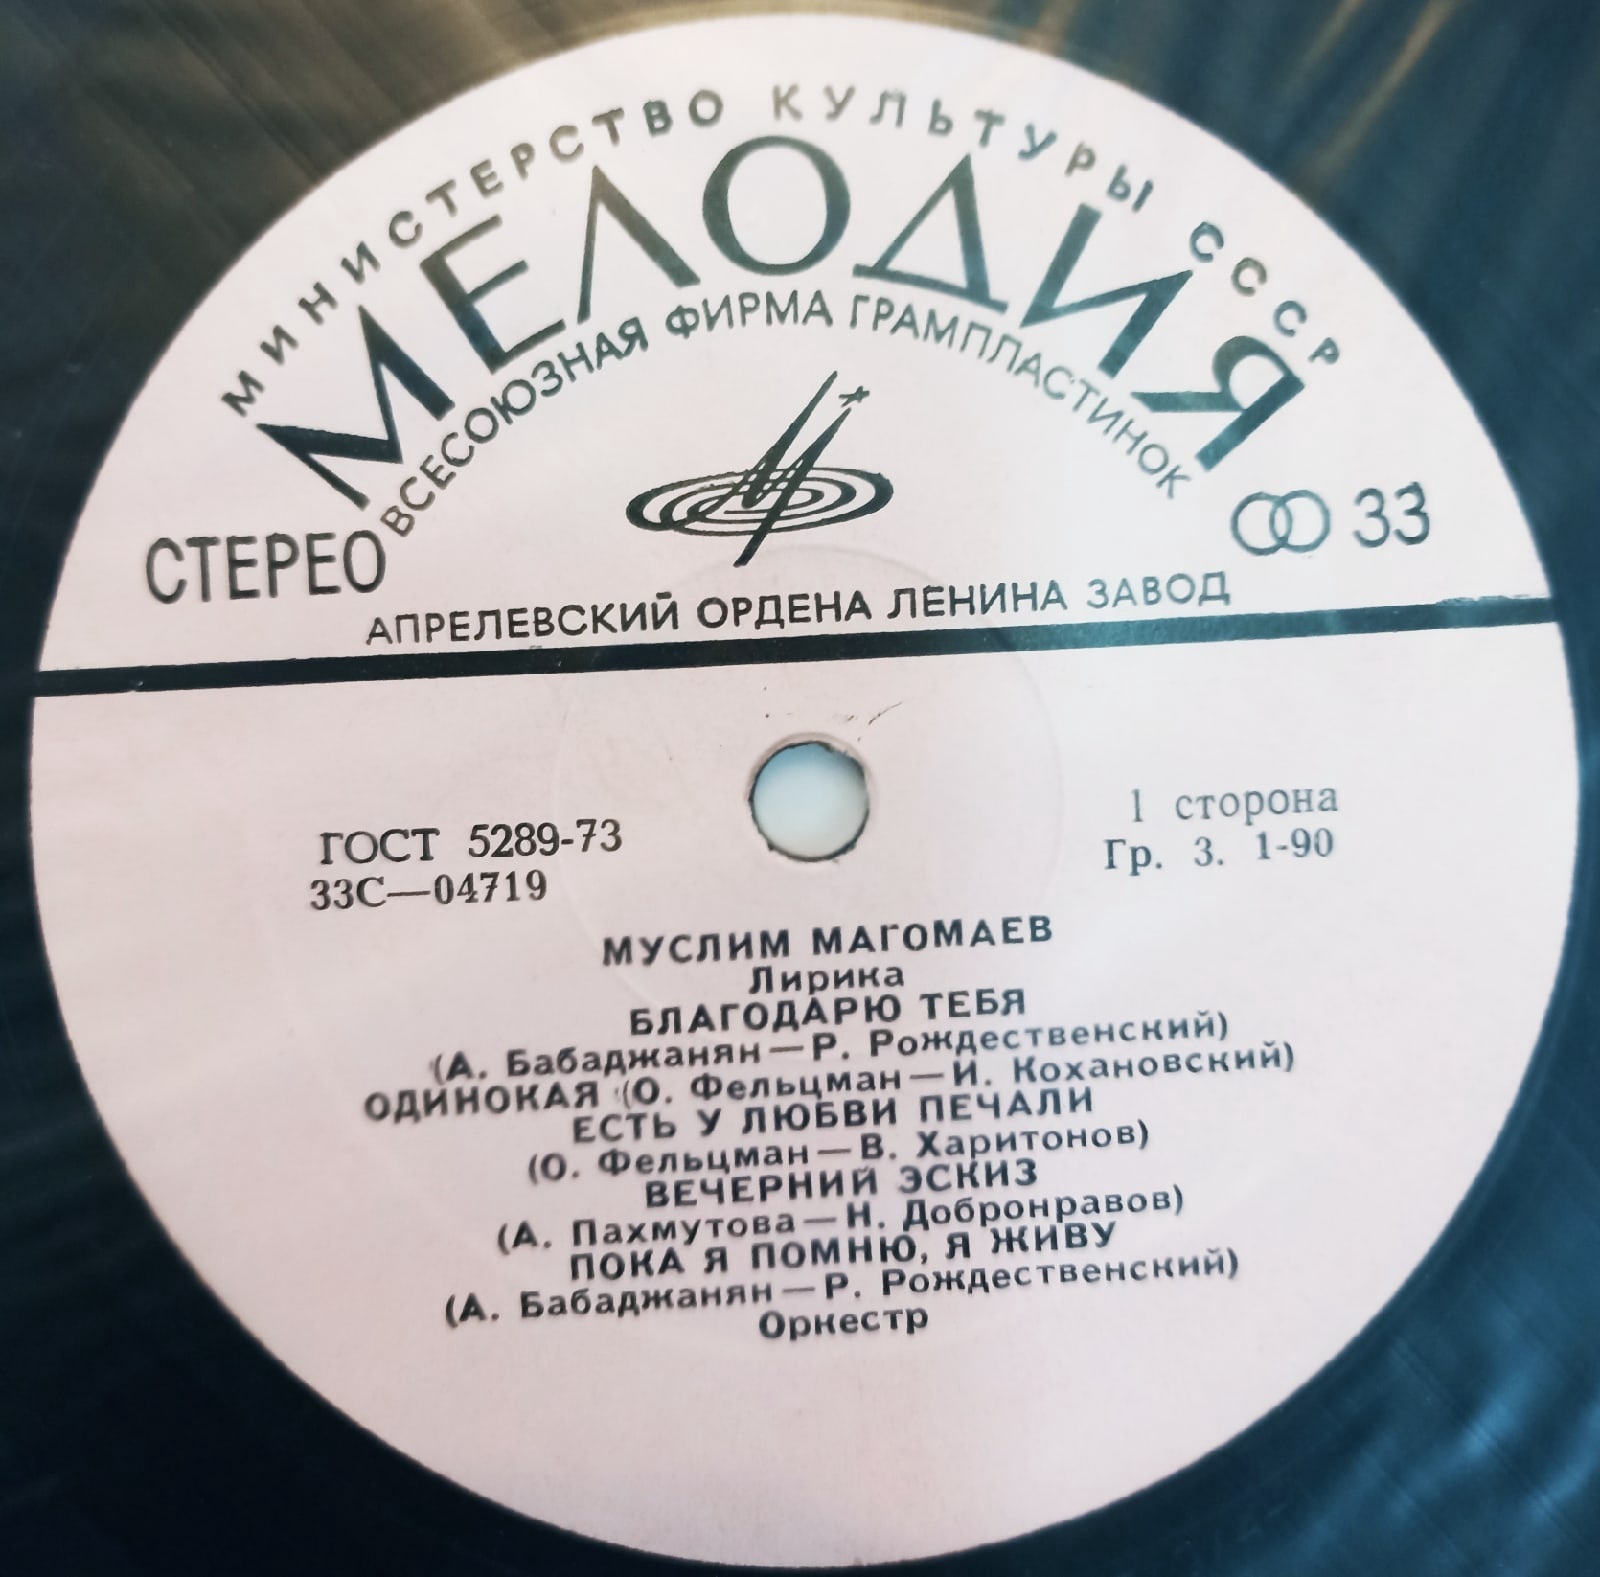 МИНИСТЕРСТВО КУЛЬТУРЫ СССР
МЕЛОДИЯ
ВСЕСОЮЗНАЯ ФИРМА ГРАМПЛАСТИНОК
СТЕРЕО
33
АПРЕЛЕВСКИЙ ОРДЕНА ЛЕНИНА ЗАВОД
ГОСТ 5289-73
33С—04719
1 сторона
Гр. 3. 1-90
МУСЛИМ МАГОМАЕВ
Лирика
БЛАГОДАРЮ ТЕБЯ
(А. Бабаджанян—Р. Рождественский)
ОДИНОКАЯ (О. Фельцман—И. Кохановский)
ЕСТЬ У ЛЮБВИ ПЕЧАЛИ
(О. Фельцман—В. Харитонов)
ВЕЧЕРНИЙ ЭСКИЗ
(А. Пахмутова—Н. Добронравов)
ПОКА Я ПОМНЮ, Я ЖИВУ
(А. Бабаджанян—Р. Рождественский)
Оркестр